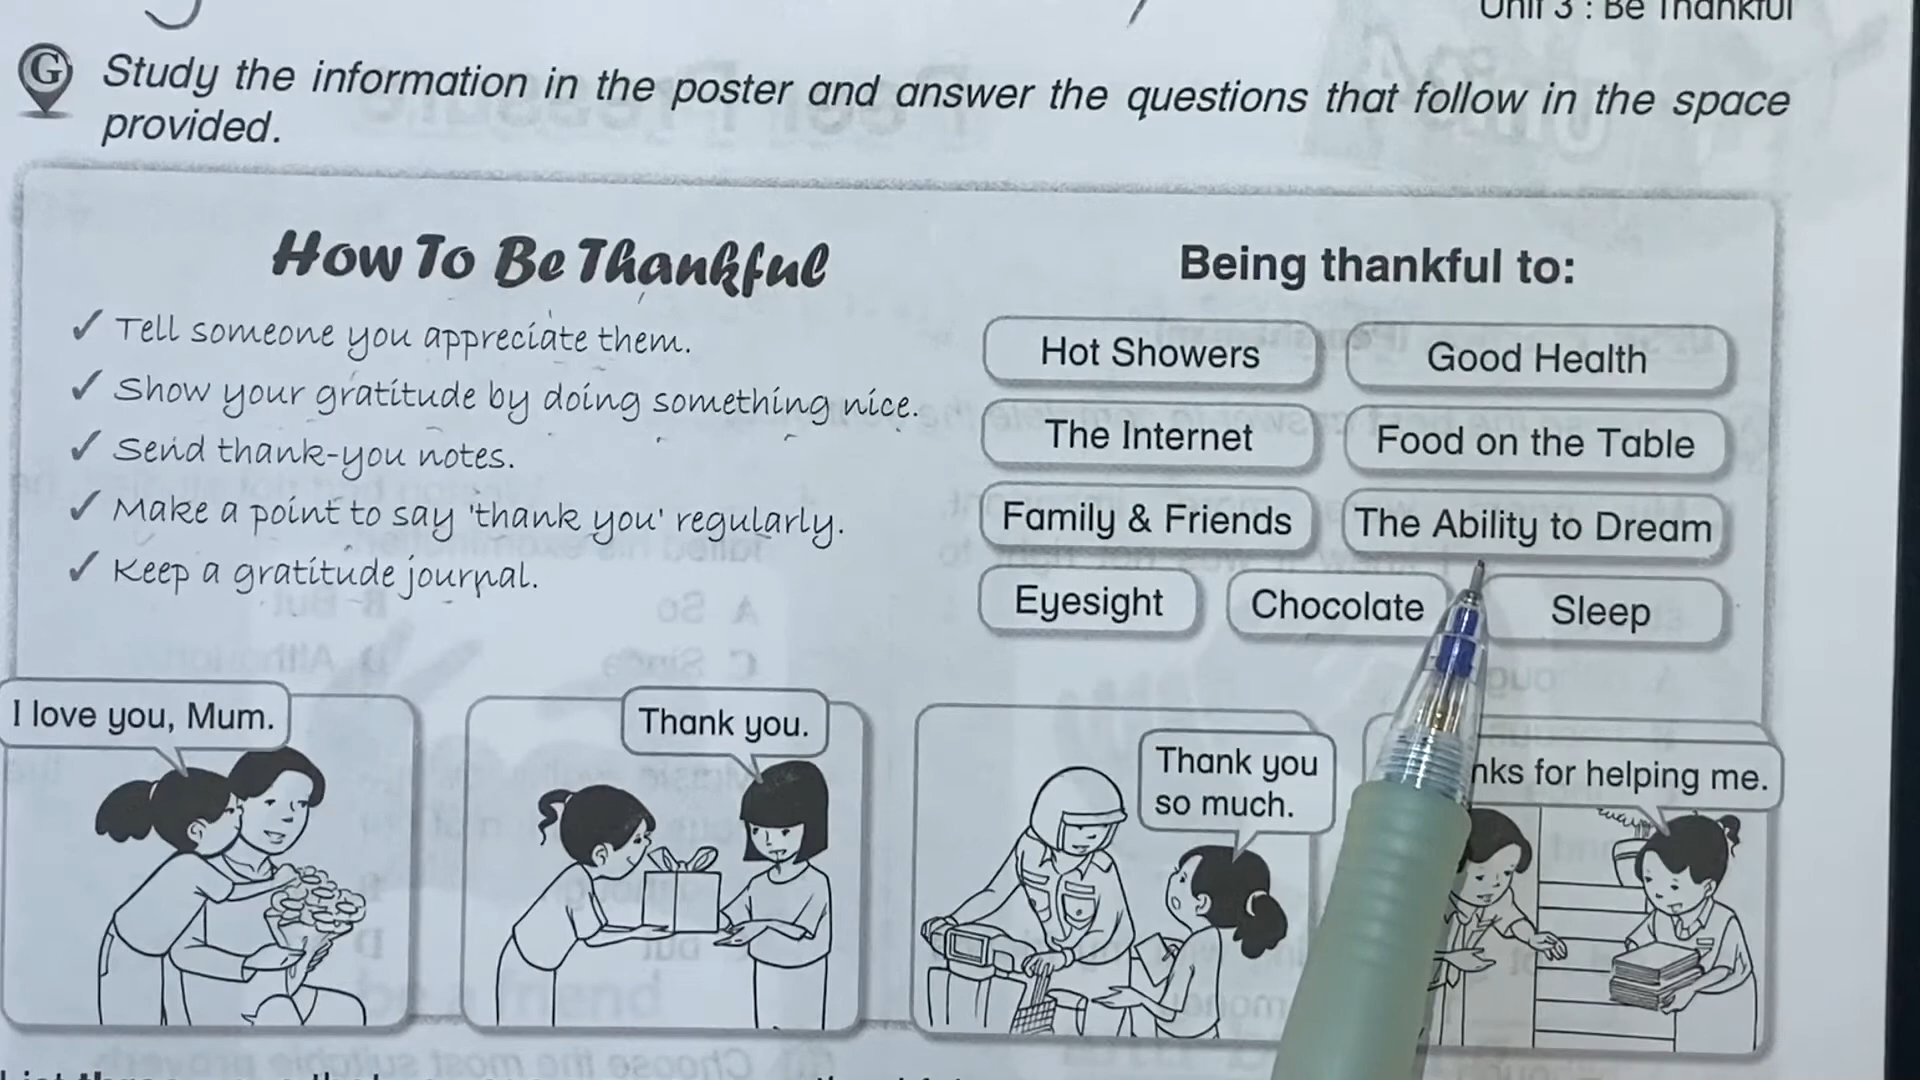 Unit 3 : Be Thankful
G Study the information in the poster and answer the questions that follow in the space
provided.
How To Be Thankful
✓ Tell someone you appreciate them.
✓ Show your gratitude by doing something nice.
✓ Send thank-you notes.
✓ Make a point to say 'thank you' regularly.
✓ Keep a gratitude journal.
Being thankful to:
Hot Showers Good Health
The Internet Food on the Table
Family & Friends The Ability to Dream
Eyesight Chocolate Sleep
I love you, Mum.
Thank you.
Thank you
so much.
nks for helping me.